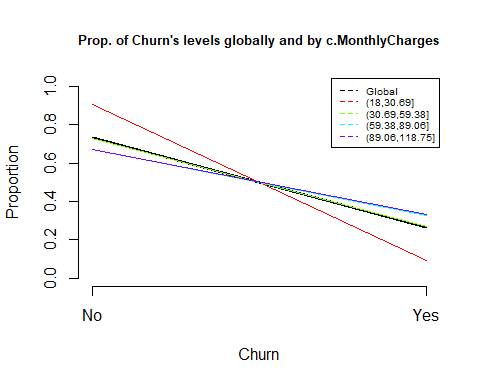 Prop. of Churn's levels globally and by c.MonthlyCharges
Global
(18,30.69]
(30.69,59.38]
(59.38,89.06]
(89.06,118.75]
1.0
0.8
0.6
0.4
0.2
0.0
Proportion
No
Yes
Churn